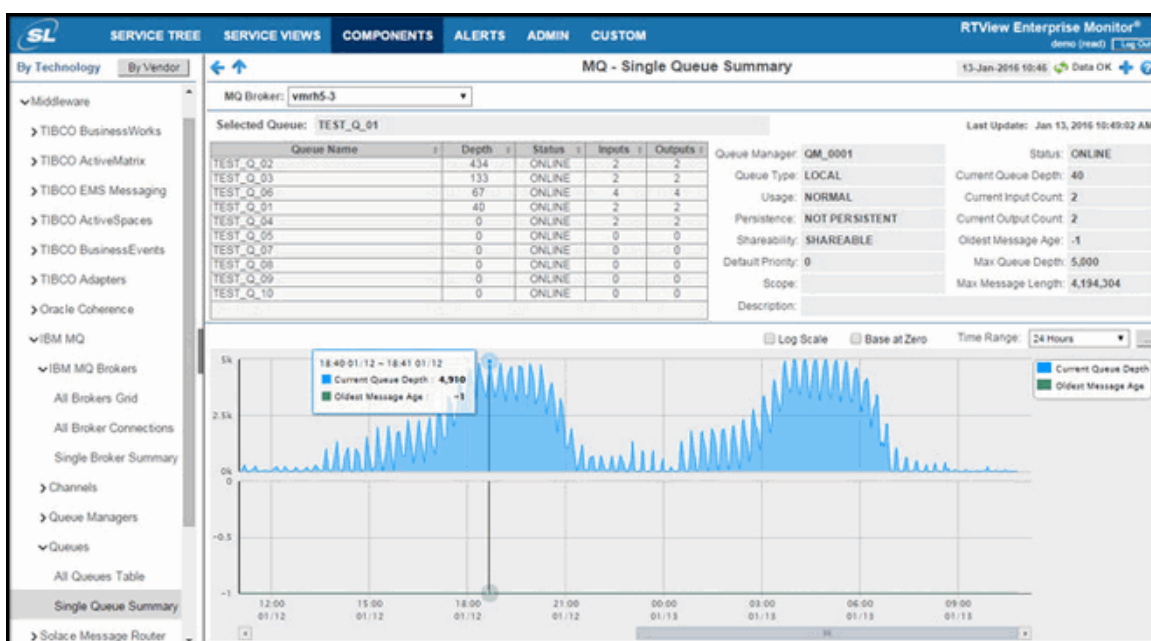 SL SERVICE TREE SERVICE VIEWS COMPONENTS ALERTS ADMIN CUSTOM RTView Enterprise Monitor®
demo (read) Log Out
By Technology By Vendor MQ - Single Queue Summary 13-Jan-2016 10:46 Data OK
MQ Broker: vmrh5-3
Selected Queue: TEST_Q_01 Last Update: Jan 13, 2016 10:49:02 AM
Queue Name Depth Status Inputs Outputs
TEST_Q_02 434 ONLINE 2 2
TEST_Q_03 133 ONLINE 2 2
TEST_Q_06 67 ONLINE 4 4
TEST_Q_01 40 ONLINE 2 2
TEST_Q_04 0 ONLINE 2 2
TEST_Q_05 0 ONLINE 0 0
TEST_Q_07 0 ONLINE 0 0
TEST_Q_08 0 ONLINE 0 0
TEST_Q_09 0 ONLINE 0 0
TEST_Q_10 0 ONLINE 0 0
Queue Manager: QM_0001 Status: ONLINE
Queue Type: LOCAL Current Queue Depth: 40
Usage: NORMAL Current Input Count: 2
Persistence: NOT PERSISTENT Current Output Count: 2
Shareability: SHAREABLE Oldest Message Age: -1
Default Priority: 0 Max Queue Depth: 5,000
Scope: Max Message Length: 4,194,304
Description:
Middleware
TIBCO BusinessWorks
TIBCO ActiveMatrix
TIBCO EMS Messaging
TIBCO ActiveSpaces
TIBCO BusinessEvents
TIBCO Adapters
Oracle Coherence
IBM MQ
IBM MQ Brokers
All Brokers Grid
All Broker Connections
Single Broker Summary
Channels
Queue Managers
Queues
All Queues Table
Single Queue Summary
Solace Message Router
Log Scale Base at Zero Time Range: 24 Hours ...
18:40 01/12 ~ 18:41 01/12
Current Queue Depth : 4,910
Oldest Message Age : -1
Current Queue Depth
Oldest Message Age
5k
2.5k
0k
0
-0.5
-1
12:00 15:00 18:00 21:00 00:00 03:00 06:00 09:00
01/12 01/12 01/12 01/12 01/13 01/13 01/13 01/13